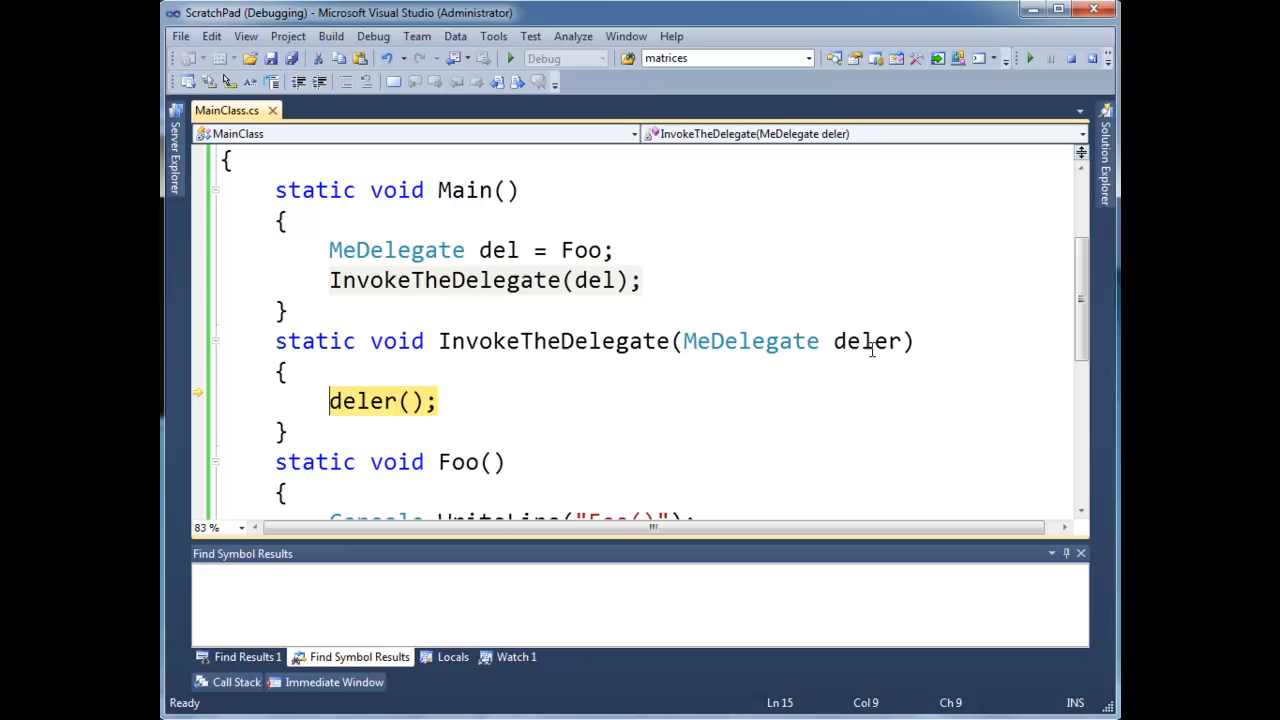 ScratchPad (Debugging) - Microsoft Visual Studio (Administrator)
File Edit View Project Build Debug Team Data Tools Test Analyze Window Help
Debug matrices
MainClass.cs
MainClass InvokeTheDelegate(MeDelegate deler)
{
static void Main()
{
MeDelegate del = Foo;
InvokeTheDelegate(del);
}
static void InvokeTheDelegate(MeDelegate deler)
{
deler();
}
static void Foo()
{
Console.WriteLine("Foo()");
83 %
Find Symbol Results
Find Results 1 Find Symbol Results Locals Watch 1
Call Stack Immediate Window
Ready Ln 15 Col 9 Ch 9 INS
Server Explorer
Solution Explorer